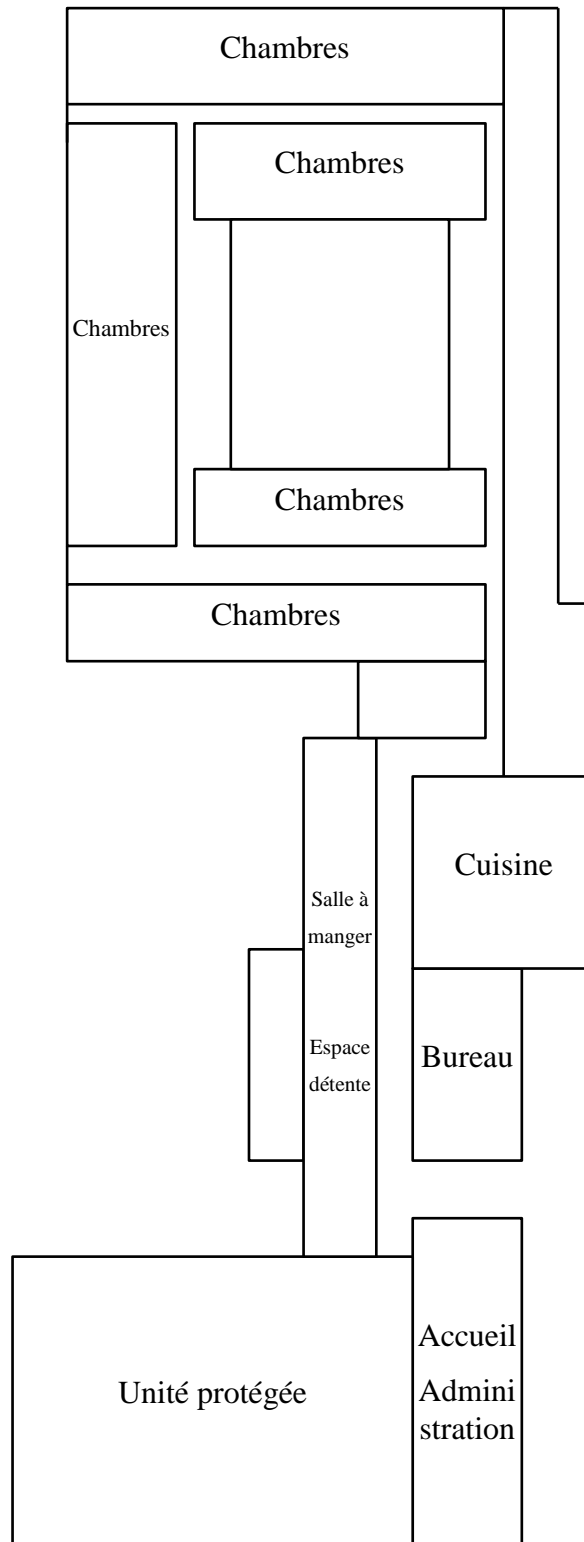 Chambres
Chambres
Chambres
Chambres
Chambres
Cuisine
Salle à
manger
Espace
détente
Bureau
Accueil
Admini
stration
Unité protégée